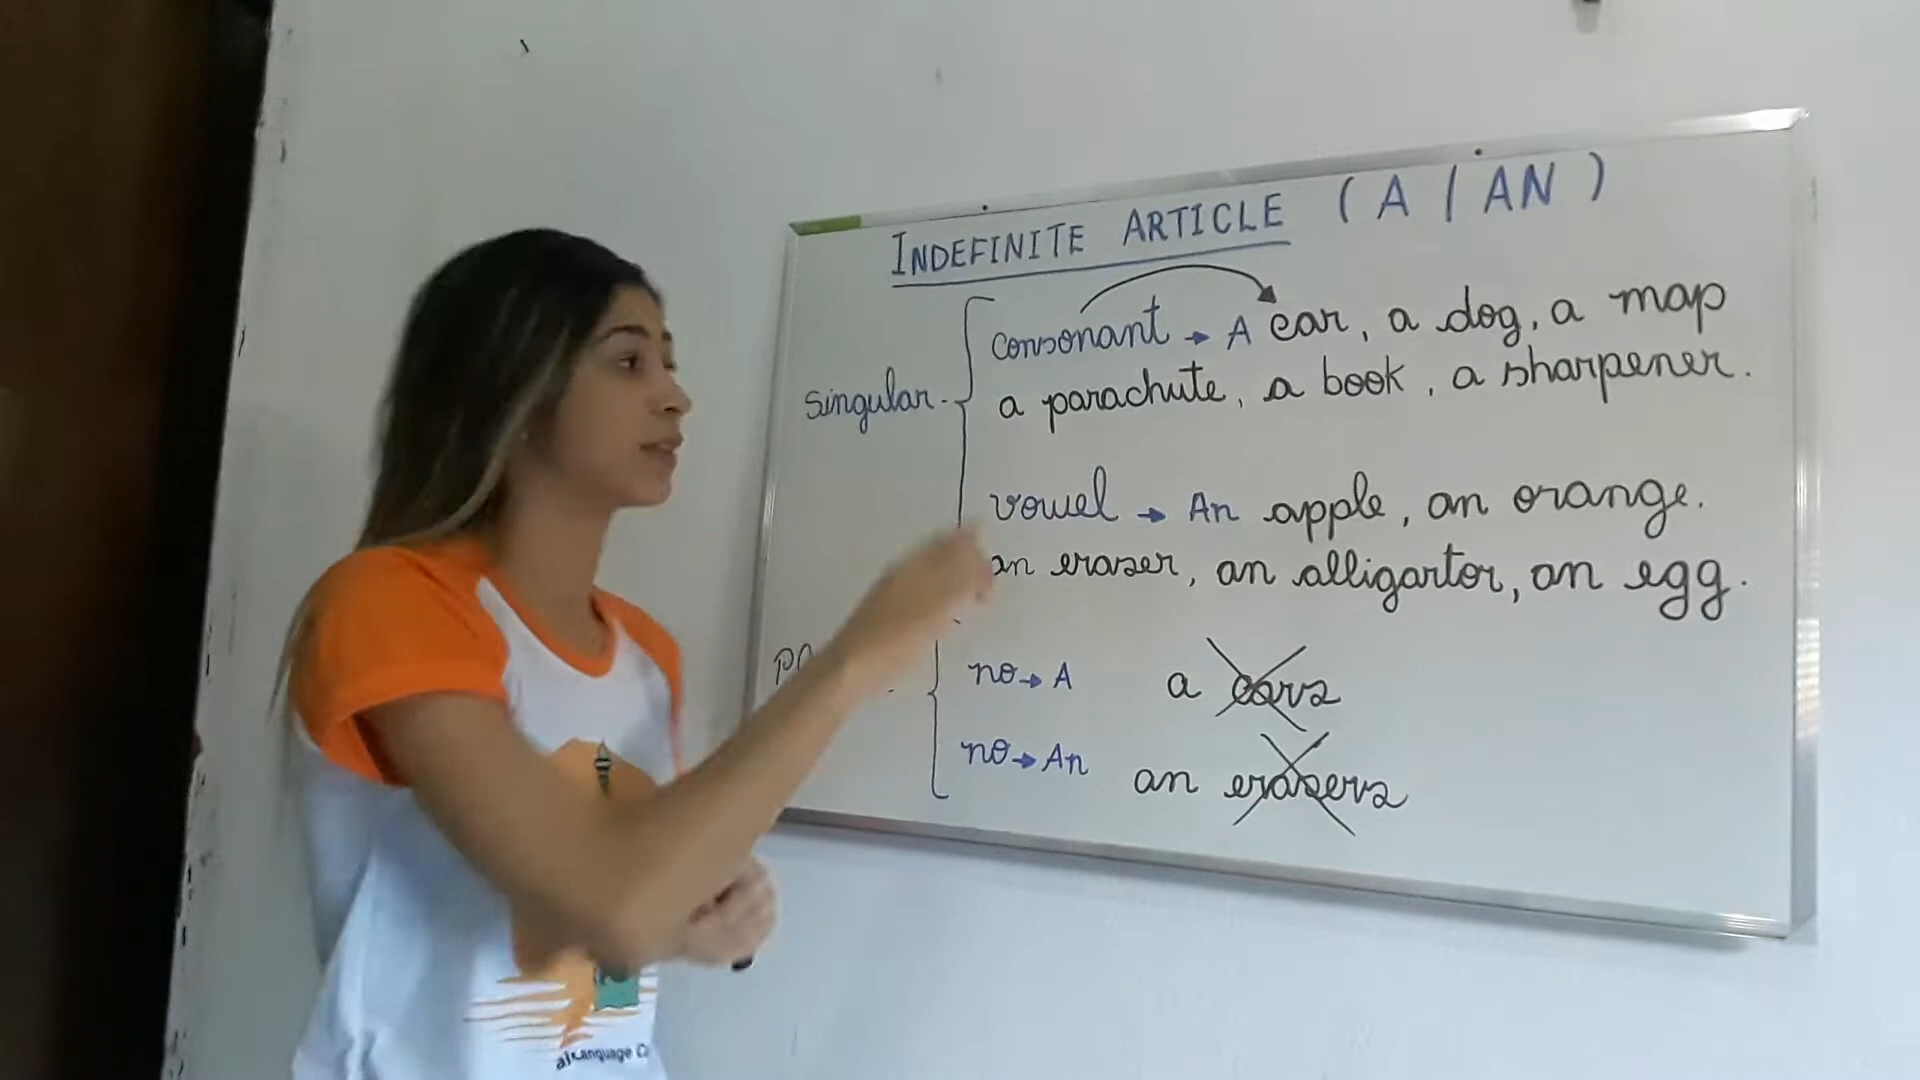 INDEFINITE ARTICLE ( A / AN )
singular
consonant → A car, a dog, a map
a parachute, a book, a sharpener.
vowel → An apple, an orange.
an eraser, an alligartor, an egg.
no → A a cars
no → An an erasers
Language